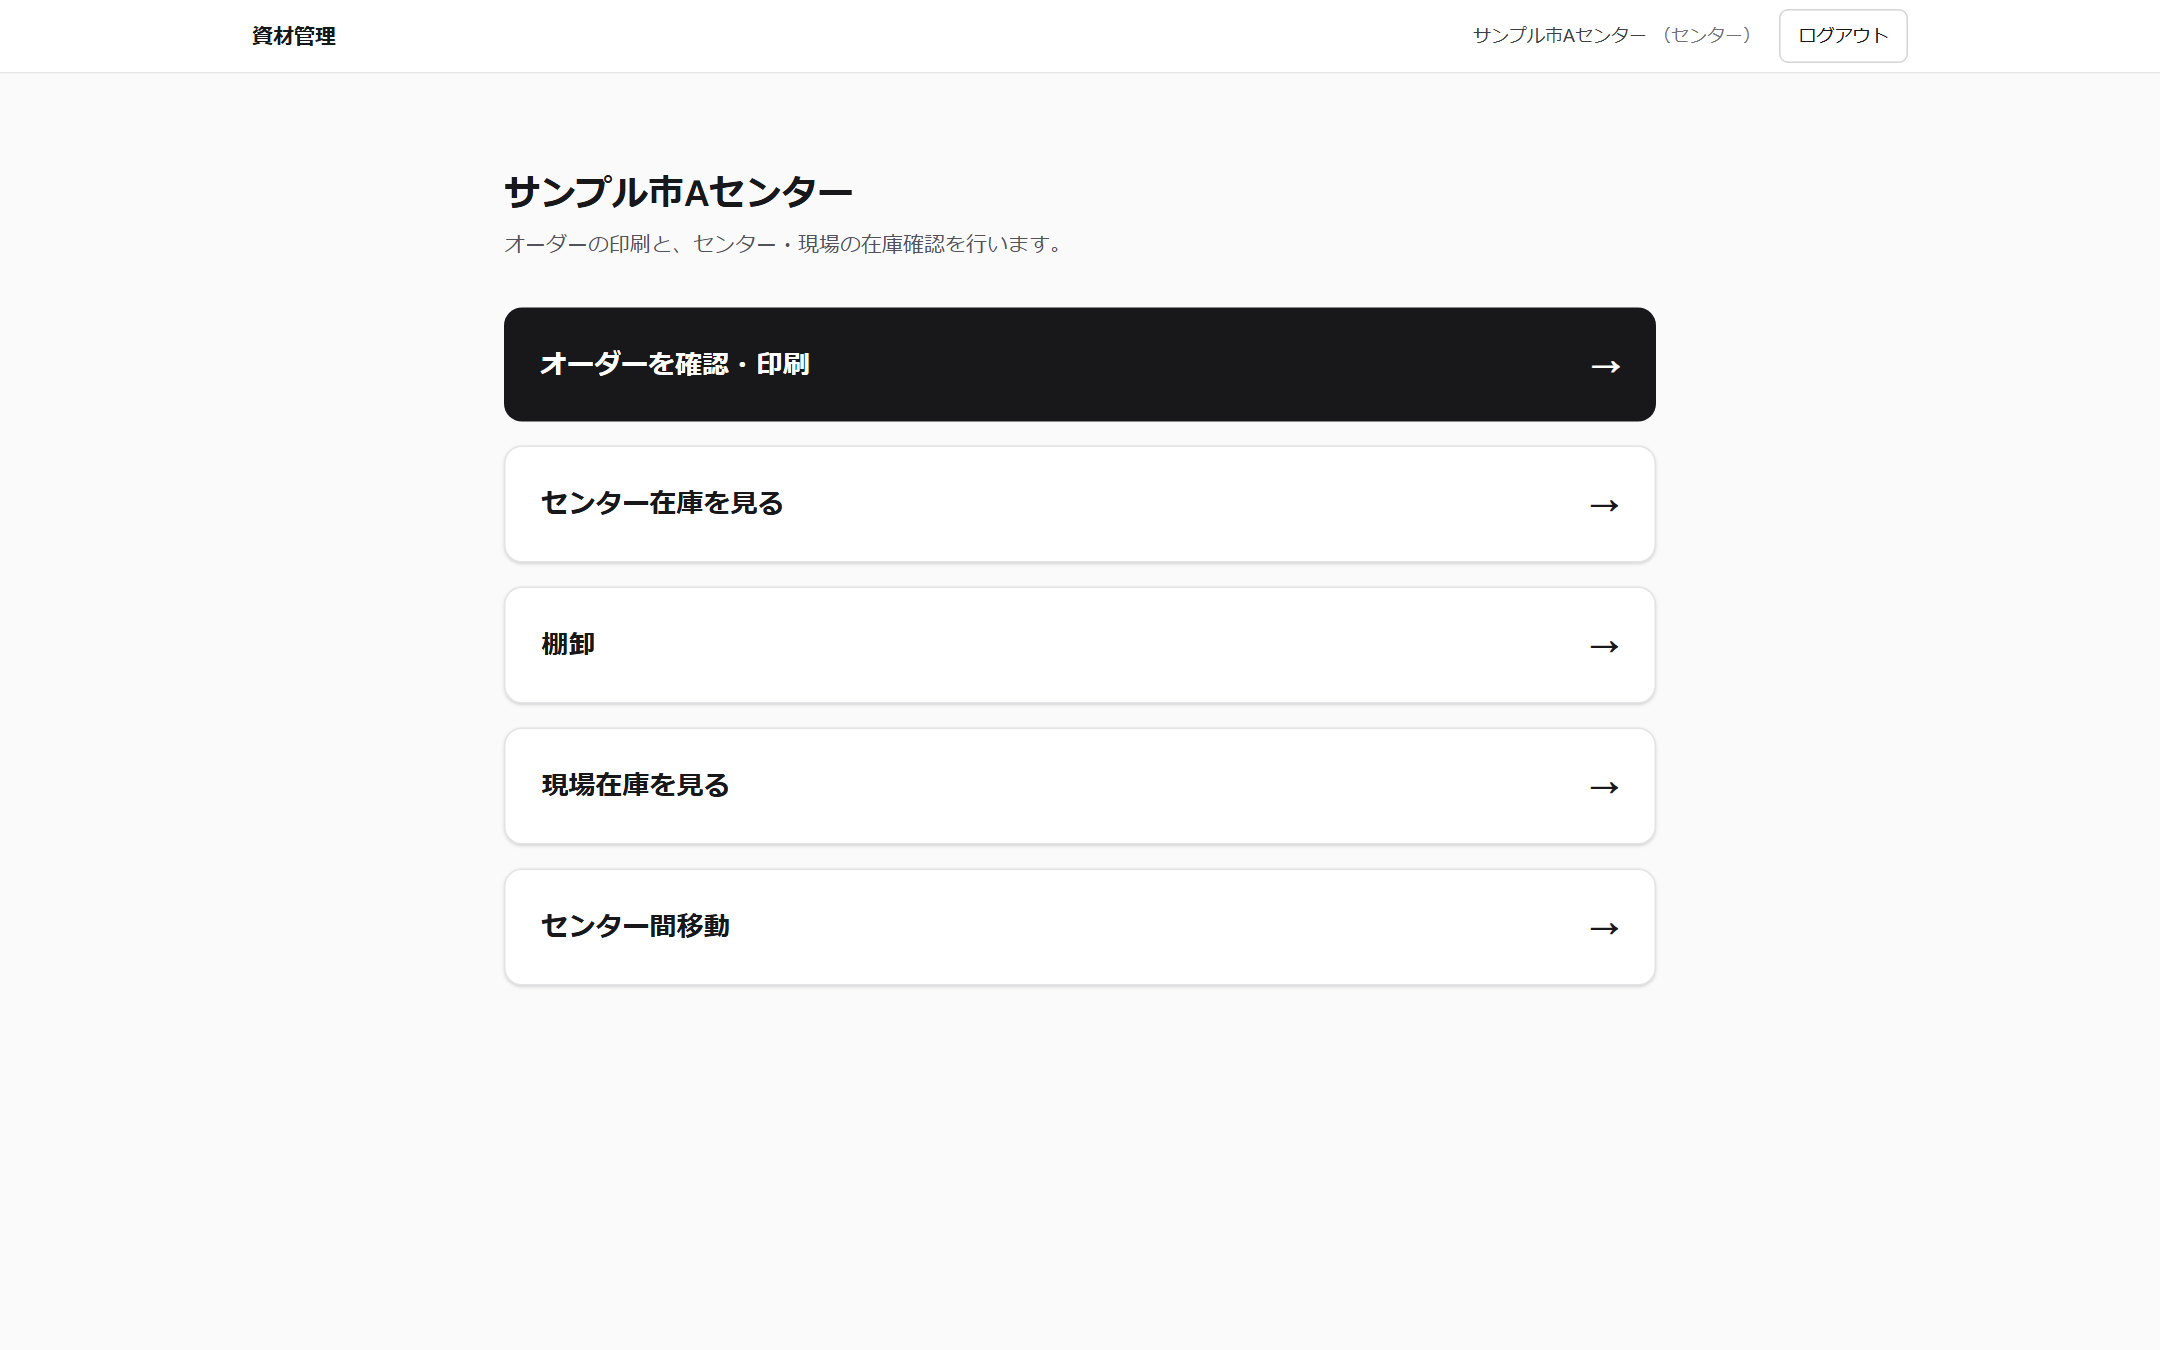 資材管理
サンプル市Aセンター （センター） ログアウト
サンプル市Aセンター
オーダーの印刷と、センター・現場の在庫確認を行います。
オーダーを確認・印刷 →
センター在庫を見る →
棚卸 →
現場在庫を見る →
センター間移動 →